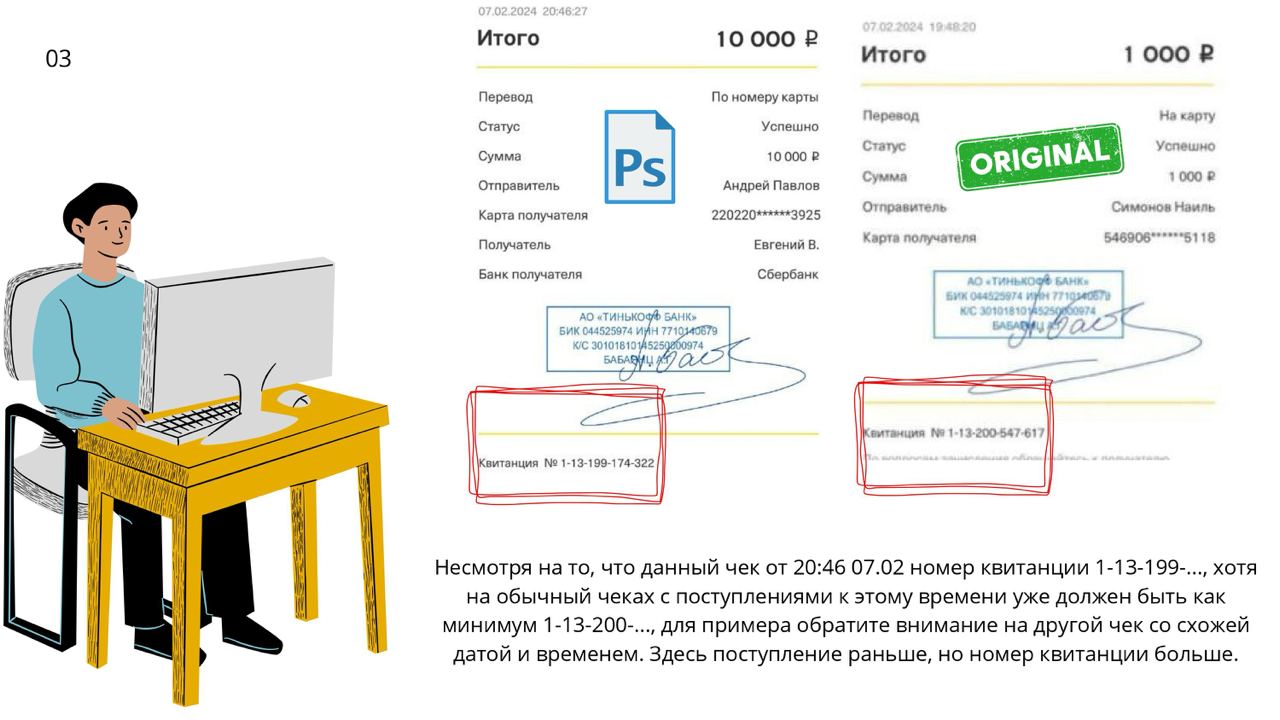 03
07.02.2024 20:46:27
Итого 10 000 ₽
Перевод По номеру карты
Статус Успешно
Сумма 10 000 ₽
Отправитель Андрей Павлов
Карта получателя 220220******3925
Получатель Евгений В.
Банк получателя Сбербанк
Ps
АО «ТИНЬКОФФ БАНК»
БИК 044525974 ИНН 7710140679
К/С 30101810145250000974
БАБАНИЦ А.
Квитанция № 1-13-199-174-322
07.02.2024 19:48:20
Итого 1 000 ₽
Перевод На карту
Статус Успешно
Сумма 1 000 ₽
Отправитель Симонов Наиль
Карта получателя 546906******5118
ORIGINAL
АО «ТИНЬКОФФ БАНК»
БИК 044525974 ИНН 7710140679
К/С 30101810145250000974
Квитанция № 1-13-200-547-617
По вопросам зачисления обращайтесь к получателю
Несмотря на то, что данный чек от 20:46 07.02 номер квитанции 1-13-199-..., хотя
на обычный чеках с поступлениями к этому времени уже должен быть как
минимум 1-13-200-..., для примера обратите внимание на другой чек со схожей
датой и временем. Здесь поступление раньше, но номер квитанции больше.